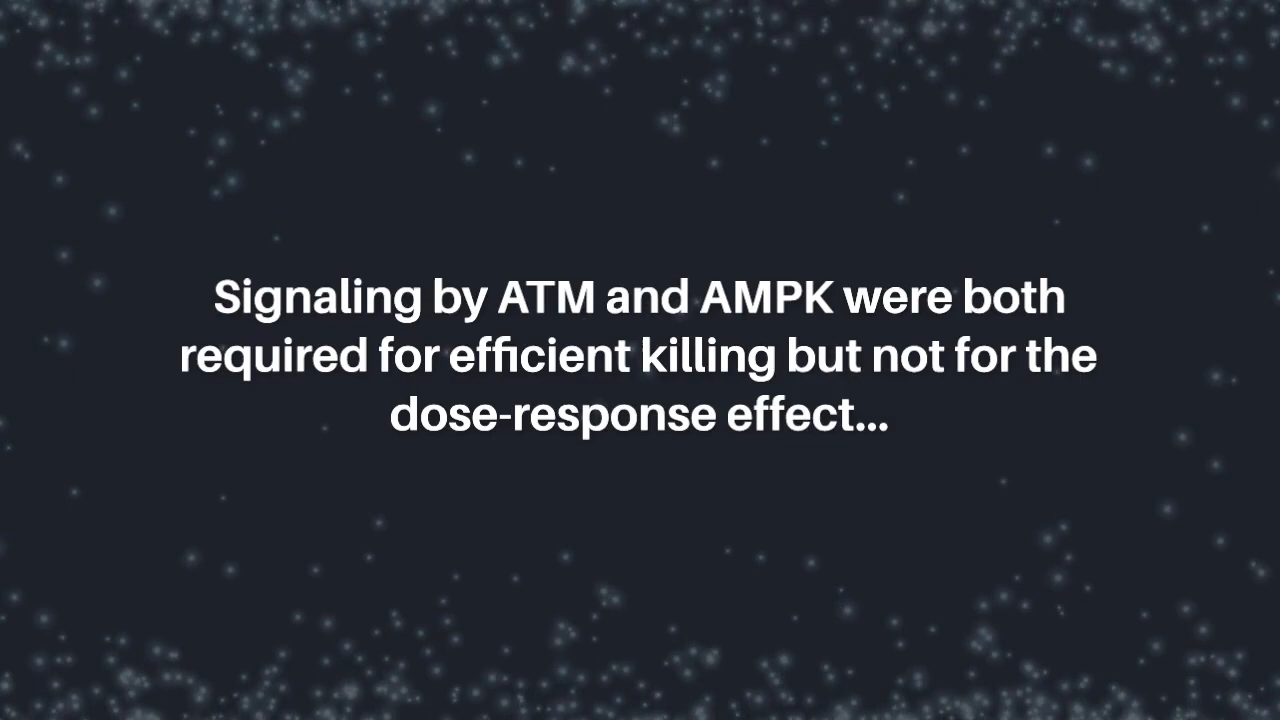 Signaling by ATM and AMPK were both
required for efficient killing but not for the
dose-response effect...